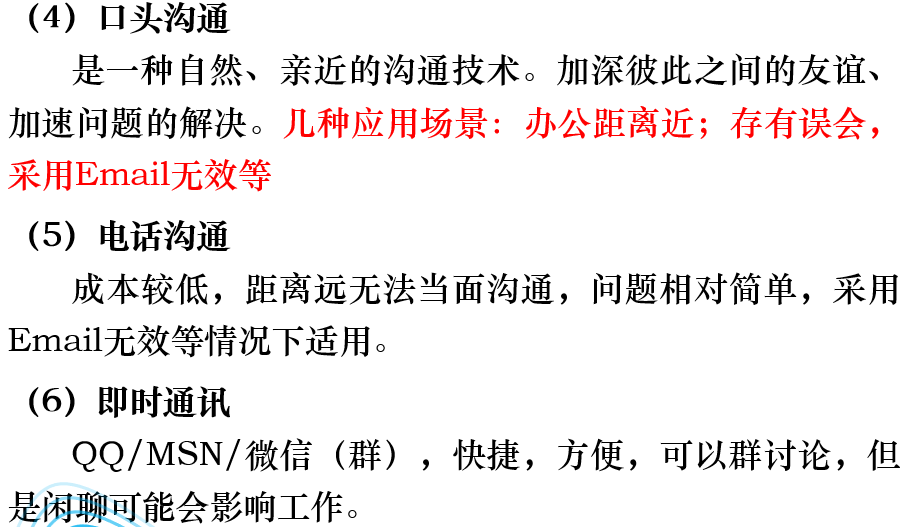 （4）口头沟通
是一种自然、亲近的沟通技术。加深彼此之间的友谊、
加速问题的解决。几种应用场景：办公距离近；存有误会，
采用Email无效等
（5）电话沟通
成本较低，距离远无法当面沟通，问题相对简单，采用
Email无效等情况下适用。
（6）即时通讯
QQ/MSN/微信（群），快捷，方便，可以群讨论，但
是闲聊可能会影响工作。